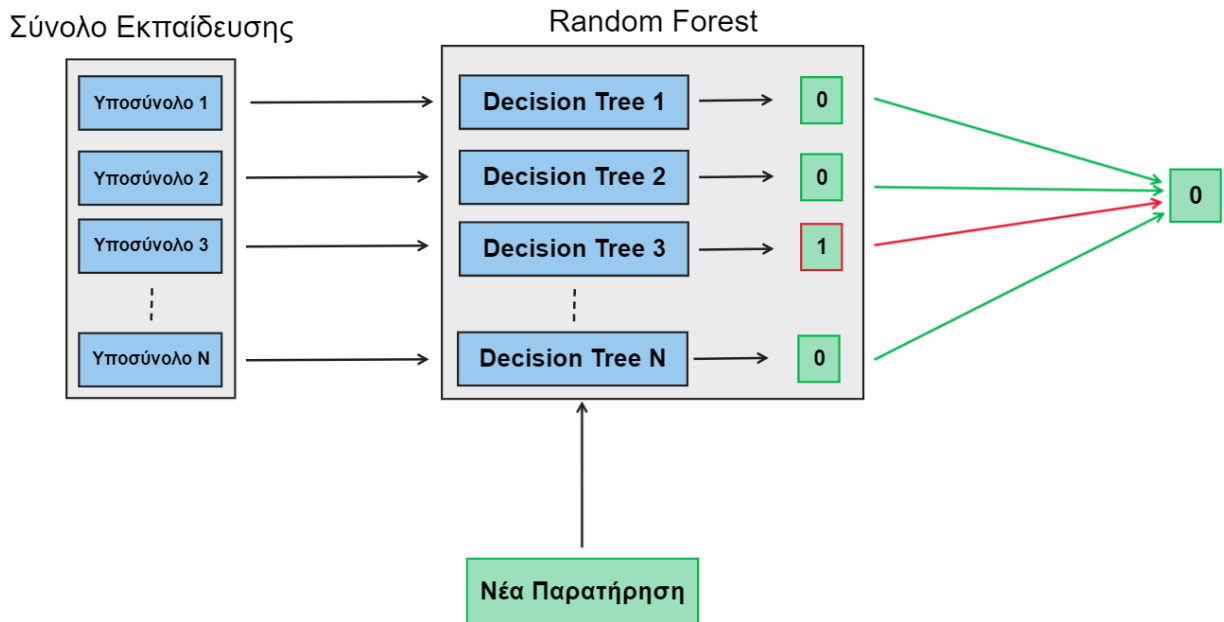 Σύνολο Εκπαίδευσης
Random Forest
Υποσύνολο 1
Decision Tree 1
0
Υποσύνολο 2
Decision Tree 2
0
0
Υποσύνολο 3
Decision Tree 3
1
Υποσύνολο Ν
Decision Tree N
0
Νέα Παρατήρηση